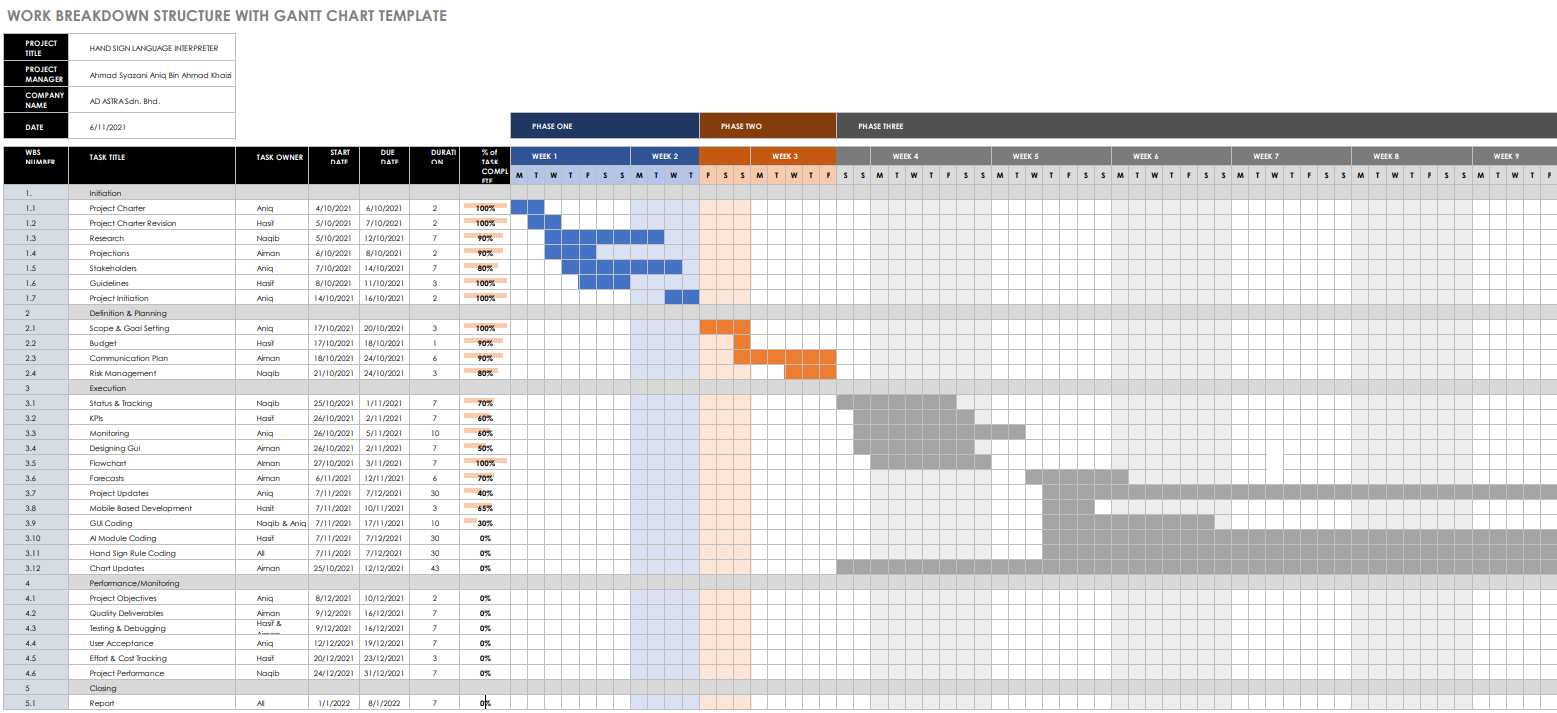 WORK BREAKDOWN STRUCTURE WITH GANTT CHART TEMPLATE
PROJECT TITLE HAND SIGN LANGUAGE INTERPRETER
PROJECT MANAGER Ahmad Syazani Aniq Bin Ahmad Khaizi
COMPANY NAME AD ASTRA Sdn. Bhd.
DATE 6/11/2021
PHASE ONE PHASE TWO PHASE THREE
WBS NUMBER TASK TITLE TASK OWNER START DATE DUE DATE DURATI ON % of TASK COMPL ETE WEEK 1 WEEK 2 WEEK 3 WEEK 4 WEEK 5 WEEK 6 WEEK 7 WEEK 8 WEEK 9
M T W T F S S M T W T F S S M T W T F S S M T W T F S S M T W T F S S M T W T F S S M T W T F S S M T W T F S S M T W T F
1. Initiation
1.1 Project Charter Aniq 4/10/2021 6/10/2021 2 100%
1.2 Project Charter Revision Hasif 5/10/2021 7/10/2021 2 100%
1.3 Research Naqib 5/10/2021 12/10/2021 7 90%
1.4 Projections Aiman 6/10/2021 8/10/2021 2 90%
1.5 Stakeholders Aniq 7/10/2021 14/10/2021 7 80%
1.6 Guidelines Hasif 8/10/2021 11/10/2021 3 100%
1.7 Project Initiation Aniq 14/10/2021 16/10/2021 2 100%
2 Definition & Planning
2.1 Scope & Goal Setting Aniq 17/10/2021 20/10/2021 3 100%
2.2 Budget Hasif 17/10/2021 18/10/2021 1 90%
2.3 Communication Plan Aiman 18/10/2021 24/10/2021 6 90%
2.4 Risk Management Naqib 21/10/2021 24/10/2021 3 80%
3 Execution
3.1 Status & Tracking Naqib 25/10/2021 1/11/2021 7 70%
3.2 KPIs Hasif 26/10/2021 2/11/2021 7 60%
3.3 Monitoring Aniq 26/10/2021 5/11/2021 10 60%
3.4 Designing Gui Aiman 26/10/2021 2/11/2021 7 50%
3.5 Flowchart AIman 27/10/2021 3/11/2021 7 100%
3.6 Forecasts Aiman 6/11/2021 12/11/2021 6 70%
3.7 Project Updates Aniq 7/11/2021 7/12/2021 30 40%
3.8 Mobile Based Development Hasif 7/11/2021 10/11/2021 3 65%
3.9 GUI Coding Naqib & Aniq 7/11/2021 17/11/2021 10 30%
3.10 AI Module Coding Hasif 7/11/2021 7/12/2021 30 0%
3.11 Hand Sign Rule Coding All 7/11/2021 7/12/2021 30 0%
3.12 Chart Updates Aiman 25/10/2021 12/12/2021 43 0%
4 Performance/Monitoring
4.1 Project Objectives Aniq 8/12/2021 10/12/2021 2 0%
4.2 Quality Deliverables Aiman 9/12/2021 16/12/2021 7 0%
4.3 Testing & Debugging Hasif & Aiman 9/12/2021 16/12/2021 7 0%
4.4 User Acceptance Aniq 12/12/2021 19/12/2021 7 0%
4.5 Effort & Cost Tracking Hasif 20/12/2021 23/12/2021 3 0%
4.6 Project Performance Naqib 24/12/2021 31/12/2021 7 0%
5 Closing
5.1 Report All 1/1/2022 8/1/2022 7 0%